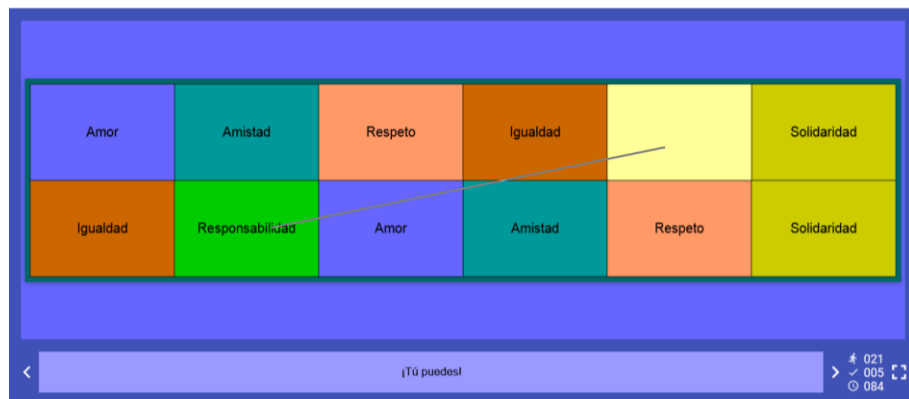 Amor Amistad Respeto Igualdad Solidaridad
Igualdad Responsabilidad Amor Amistad Respeto Solidaridad
¡Tú puedes!
021
005
084